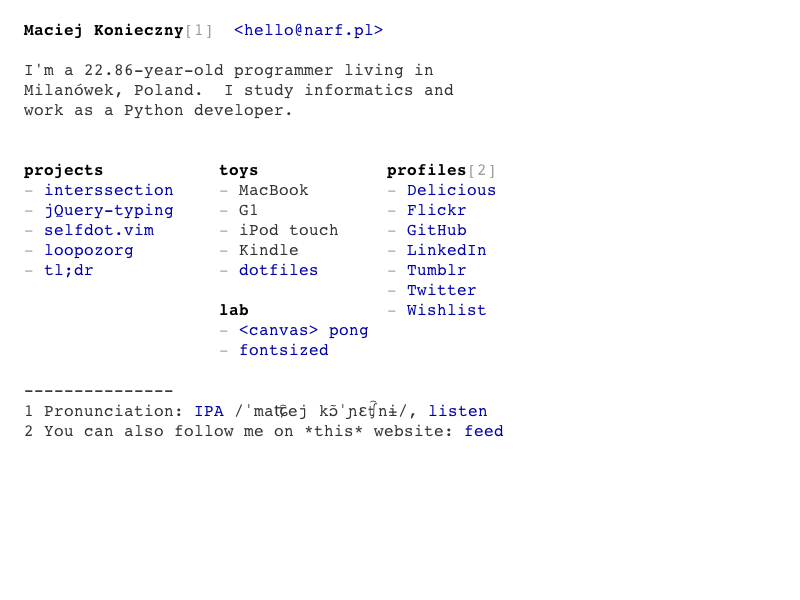 Maciej Konieczny[1] <hello@narf.pl>
I'm a 22.86-year-old programmer living in
Milanówek, Poland. I study informatics and
work as a Python developer.
projects
- interssection
- jQuery-typing
- selfdot.vim
- loopozorg
- tl;dr
toys
- MacBook
- G1
- iPod touch
- Kindle
- dotfiles
lab
- <canvas> pong
- fontsized
profiles[2]
- Delicious
- Flickr
- GitHub
- LinkedIn
- Tumblr
- Twitter
- Wishlist
---------------
1 Pronunciation: IPA /ˈmat͡ɕej kɔ̃ˈɲɛt͡ʃnɨ/, listen
2 You can also follow me on *this* website: feed